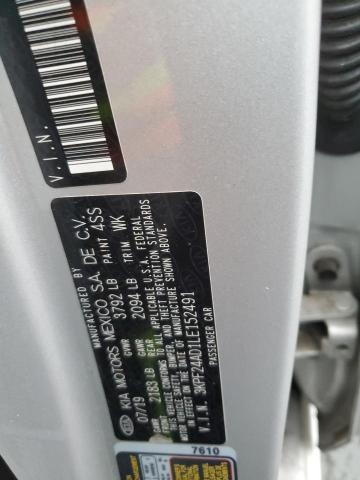 V.I.N.
MANUFACTURED BY
KIA KIA MOTORS MEXICO S.A. DE C.V.
07/19 GVWR 3792 LB PAINT 4SS
GAWR FRT 2183 LB GAWR REAR 2094 LB TRIM WK
THIS VEHICLE CONFORMS TO ALL APPLICABLE U.S.A. FEDERAL
MOTOR VEHICLE SAFETY, BUMPER, AND THEFT PREVENTION STANDARDS
IN EFFECT ON THE DATE OF MANUFACTURE SHOWN ABOVE.
V.I.N. 3KPF24AD1LE152491
PASSENGER CAR
7610